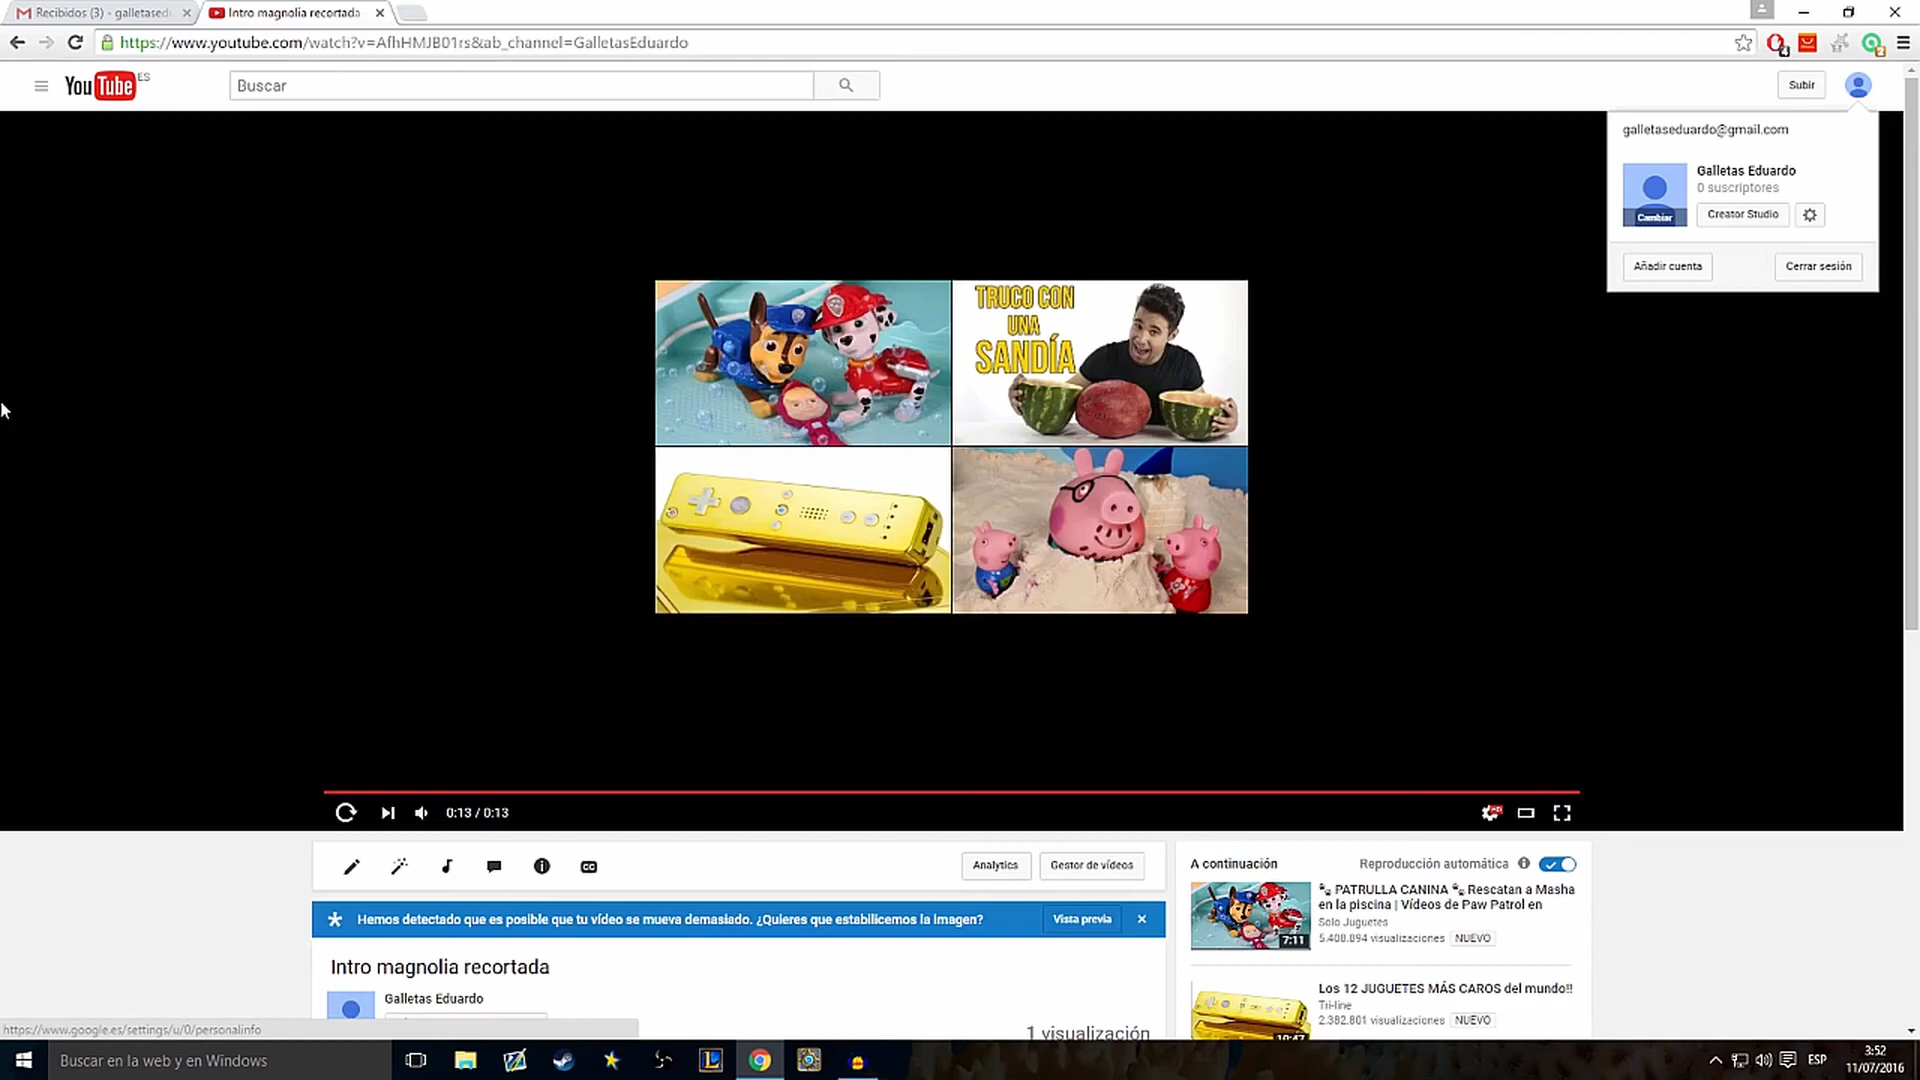 Recibidos (3) - galletasedu
Intro magnolia recortada
https://www.youtube.com/watch?v=AfhHMJB01rs&ab_channel=GalletasEduardo
YouTube ES
Buscar
Subir
galletaseduardo@gmail.com
Galletas Eduardo
0 suscriptores
Cambiar
Creator Studio
Añadir cuenta
Cerrar sesión
TRUCO CON
UNA
SANDÍA
0:13 / 0:13
HD
Analytics
Gestor de vídeos
Hemos detectado que es posible que tu vídeo se mueva demasiado. ¿Quieres que estabilicemos la imagen?
Vista previa
Intro magnolia recortada
Galletas Eduardo
1 visualización
A continuación
Reproducción automática
PATRULLA CANINA Rescatan a Masha
en la piscina | Vídeos de Paw Patrol en
Solo Juguetes
5.408.894 visualizaciones NUEVO
7:11
Los 12 JUGUETES MÁS CAROS del mundo!!
Tri-line
2.382.801 visualizaciones NUEVO
10:47
https://www.google.es/settings/u/0/personalinfo
Buscar en la web y en Windows
ESP
3:52
11/07/2016